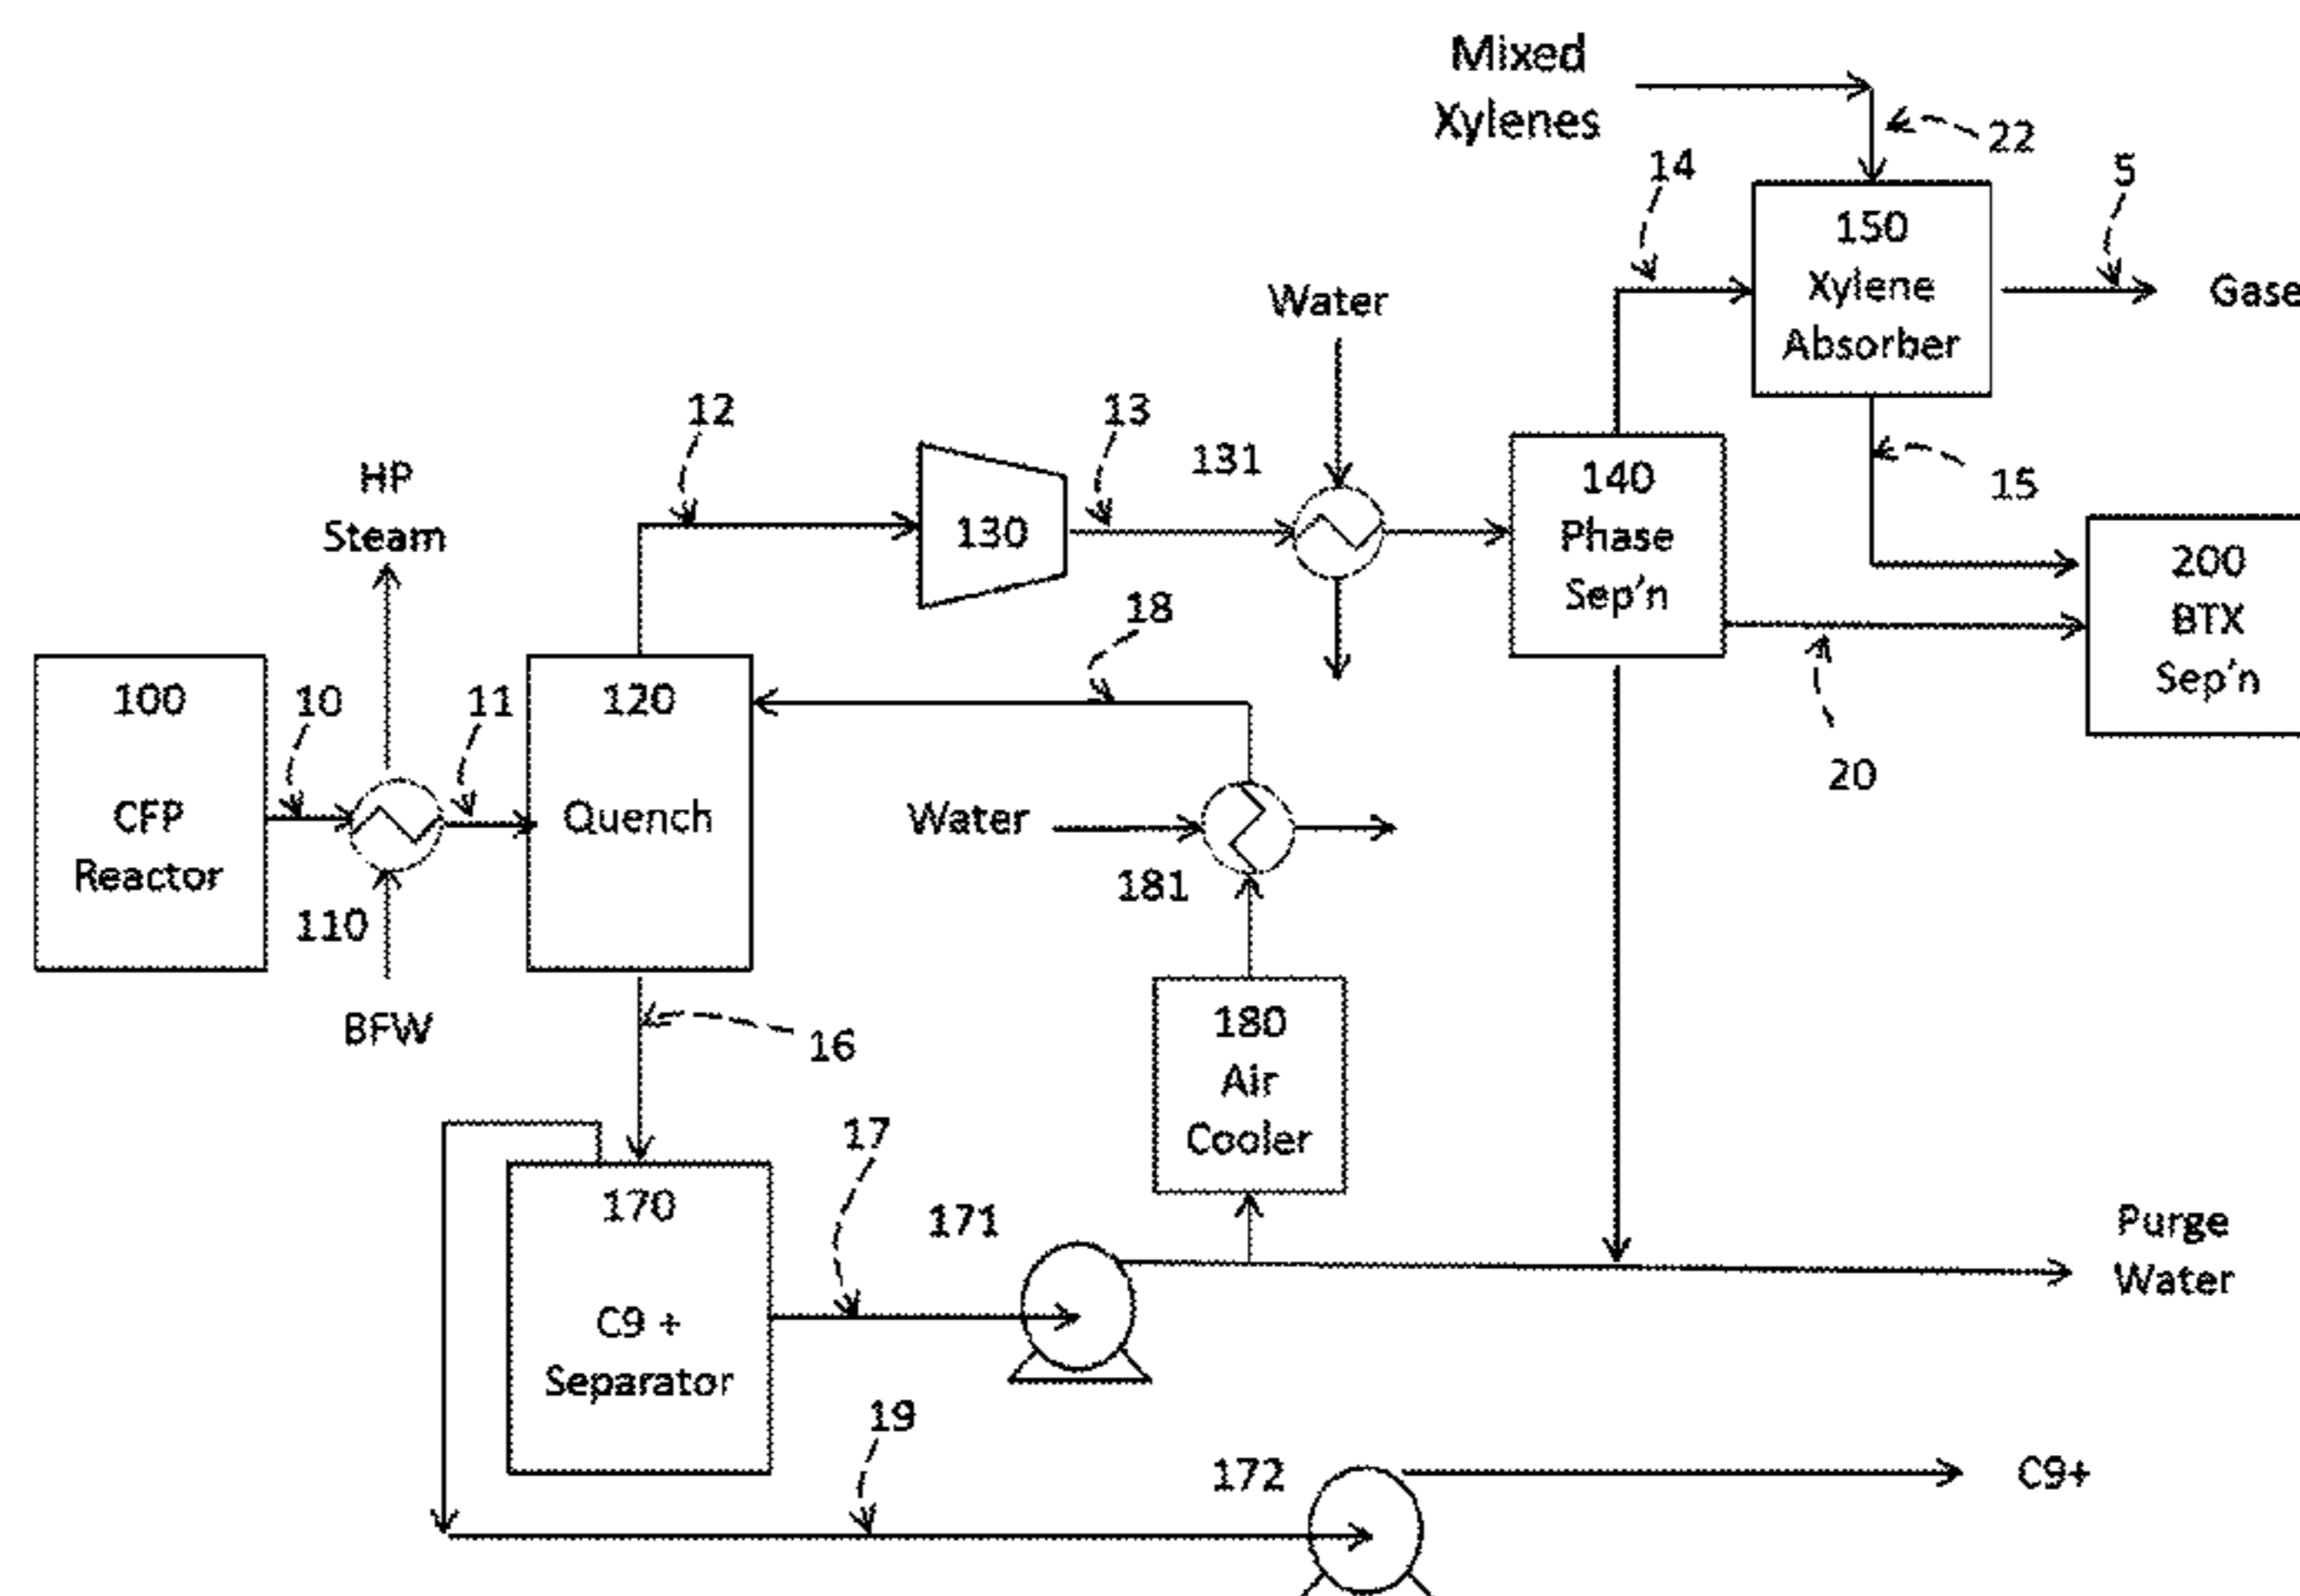 Mixed
Xylenes
22
14
5
150
Xylene
Absorber
Gase
Water
12
13
131
15
HP
Steam
130
140
Phase
Sep'n
200
BTX
Sep'n
18
20
100
CFP
Reactor
10
11
120
Quench
Water
181
110
BFW
16
180
Air
Cooler
17
171
170
C9 +
Separator
Purge
Water
19
172
C9+